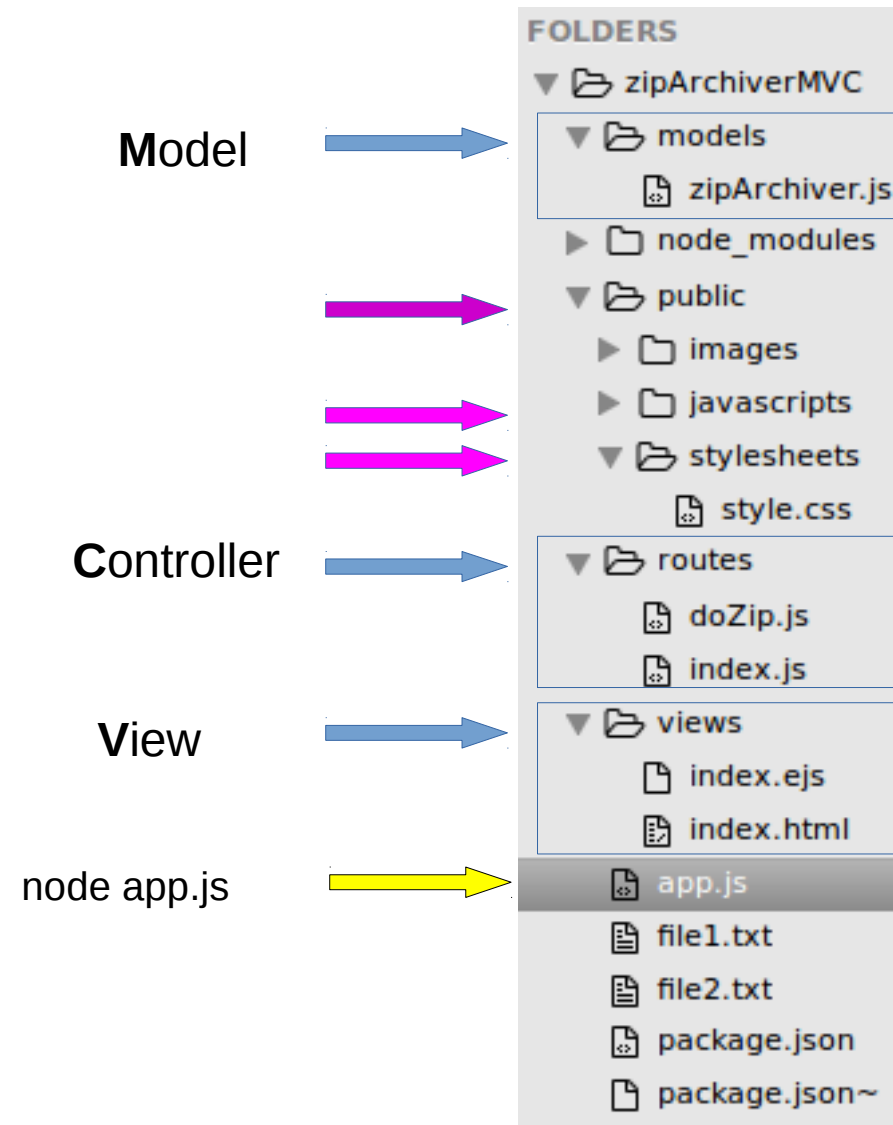 FOLDERS
zipArchiverMVC
Model
models
zipArchiver.js
node_modules
public
images
javascripts
stylesheets
style.css
Controller
routes
doZip.js
index.js
View
views
index.ejs
index.html
node app.js
app.js
file1.txt
file2.txt
package.json
package.json~